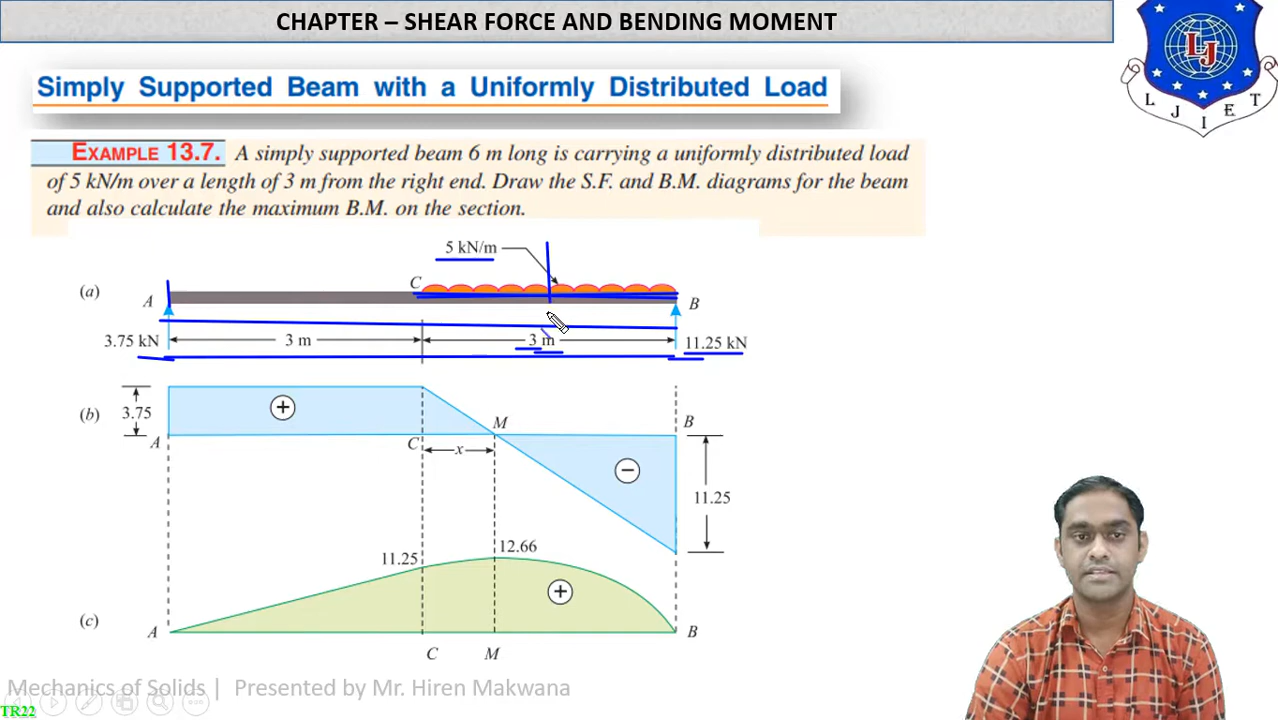 CHAPTER – SHEAR FORCE AND BENDING MOMENT
LJ
L J I E T
Simply Supported Beam with a Uniformly Distributed Load
EXAMPLE 13.7. A simply supported beam 6 m long is carrying a uniformly distributed load
of 5 kN/m over a length of 3 m from the right end. Draw the S.F. and B.M. diagrams for the beam
and also calculate the maximum B.M. on the section.
5 kN/m
C
(a) A B
3.75 kN 3 m 3 m 11.25 kN
(b) 3.75 + M B
A C x −
11.25
11.25 12.66
+
(c) A B
C M
Mechanics of Solids | Presented by Mr. Hiren Makwana
TR22